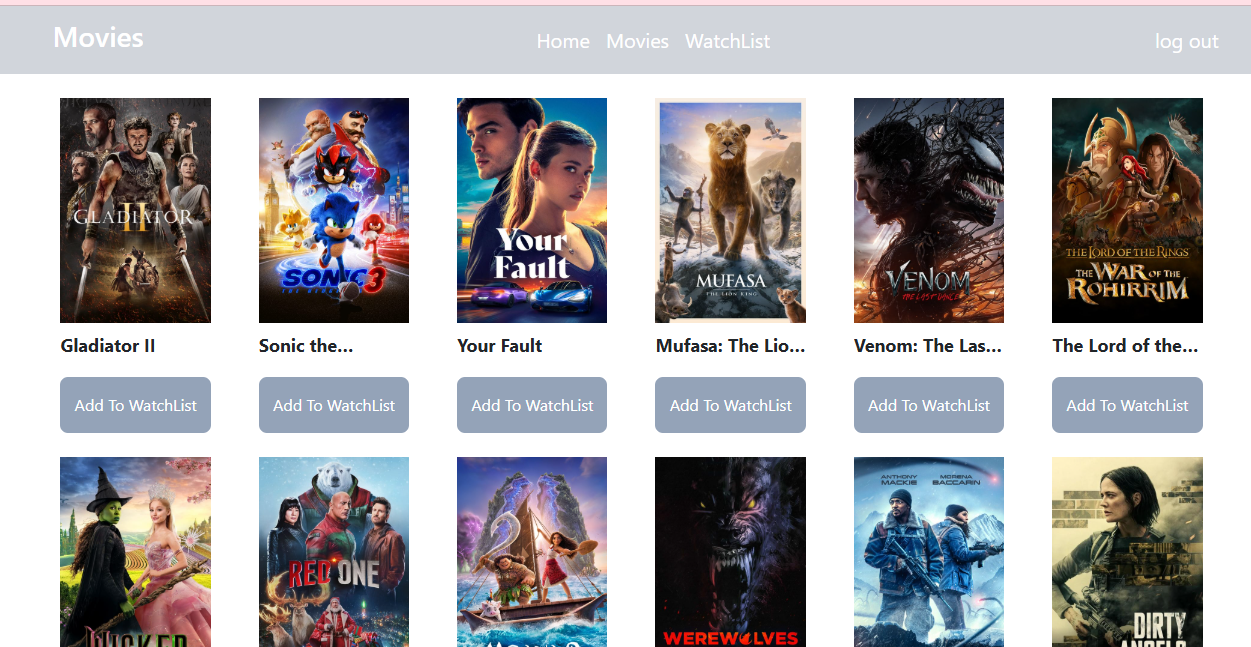 Movies
Home Movies WatchList
log out
GLADIATOR
II
SONIC 3
Your
Fault
MUFASA
THE LION KING
VENOM
THE LAST DANCE
THE LORD OF THE RINGS
THE WAR OF THE
ROHIRRIM
Gladiator II
Sonic the...
Your Fault
Mufasa: The Lio...
Venom: The Las...
The Lord of the...
Add To WatchList
Add To WatchList
Add To WatchList
Add To WatchList
Add To WatchList
Add To WatchList
WICKED
RED ONE
WEREWOLVES
ANTHONY
MACKIE
MORENA
BACCARIN
DIRTY
ANGELS